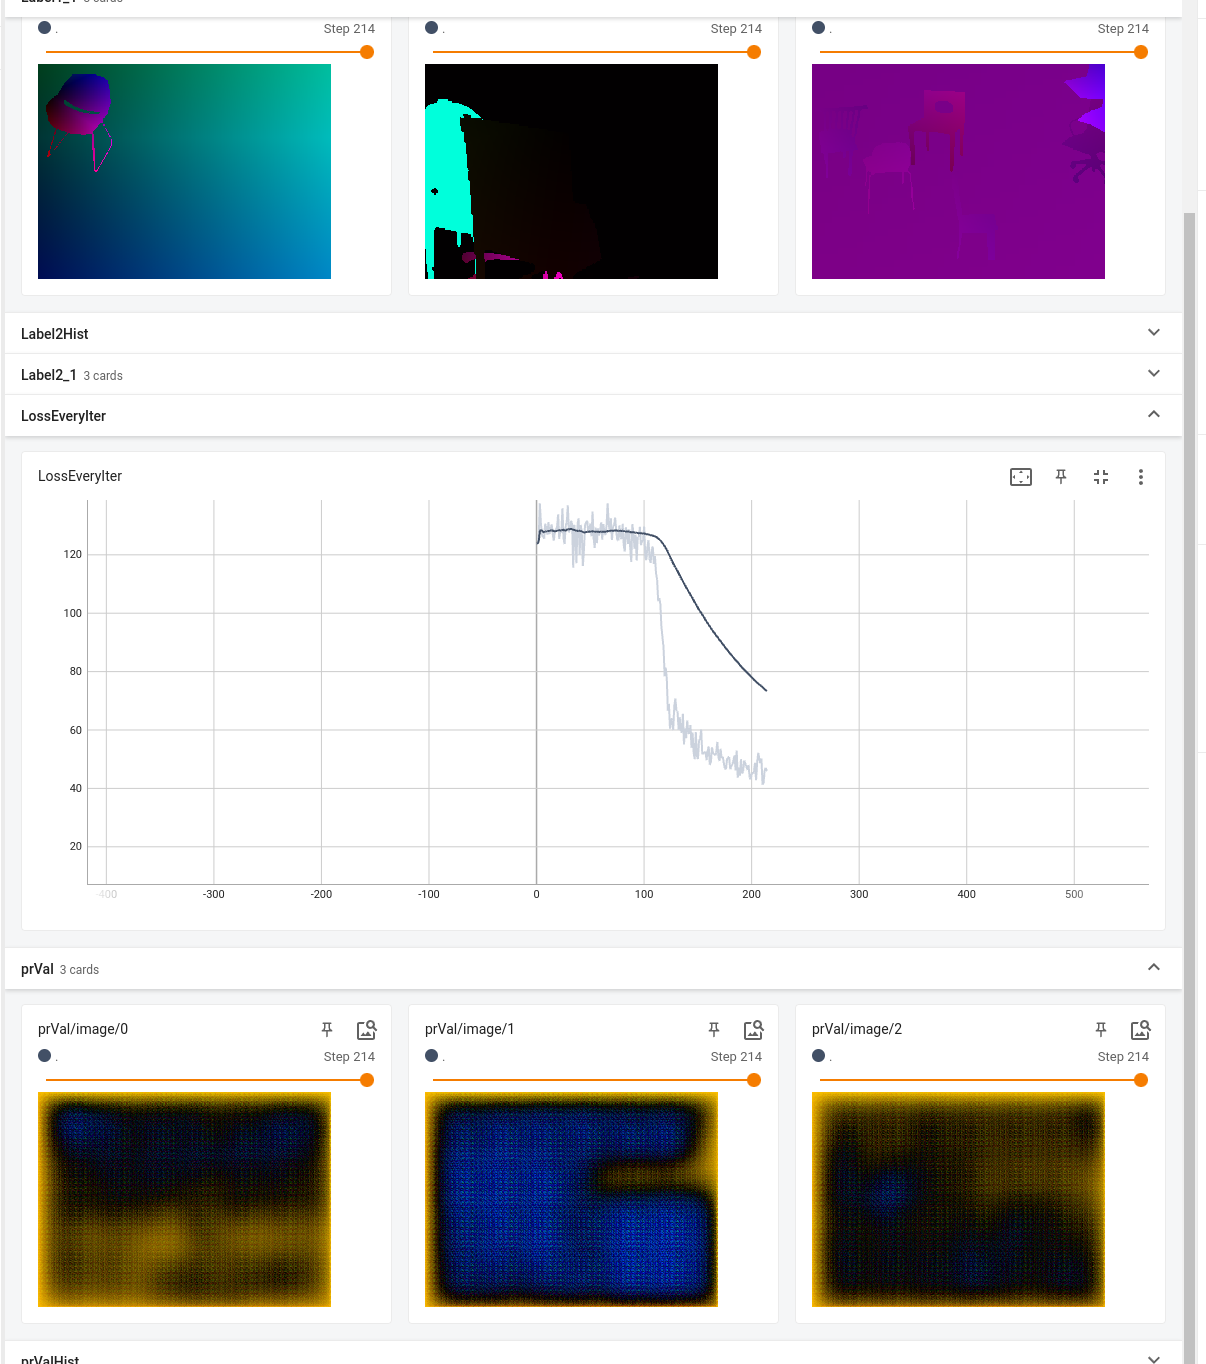 Label1_1 3 cards
. Step 214
. Step 214
. Step 214
Label2Hist
Label2_1 3 cards
LossEveryIter
LossEveryIter
120
100
80
60
40
20
-400 -300 -200 -100 0 100 200 300 400 500
prVal 3 cards
prVal/image/0
. Step 214
prVal/image/1
. Step 214
prVal/image/2
. Step 214
prValHist